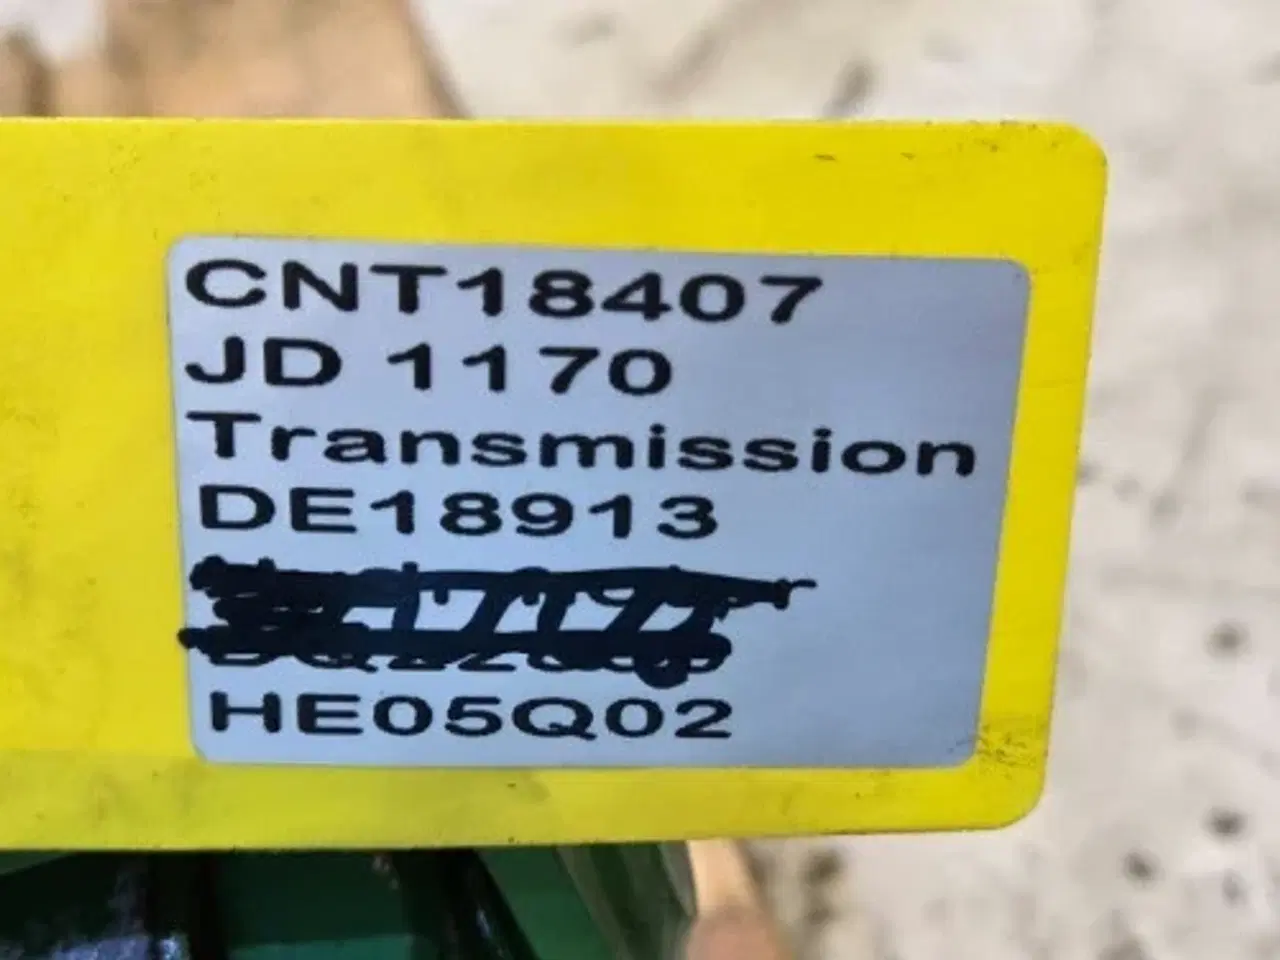 CNT18407
JD 1170
Transmission
DE18913
HE05Q02